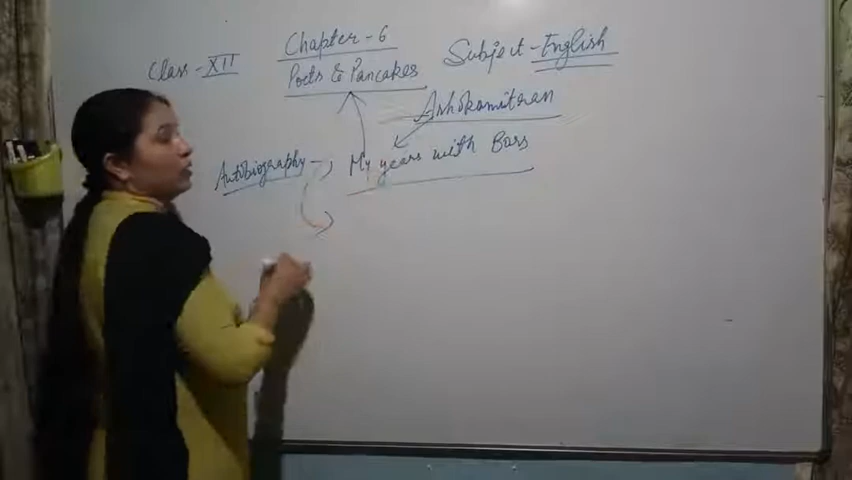 Class - XII
Chapter - 6
Subject - English
Poets & Pancakes
Ashokamitran
Autobiography - My years with Boss